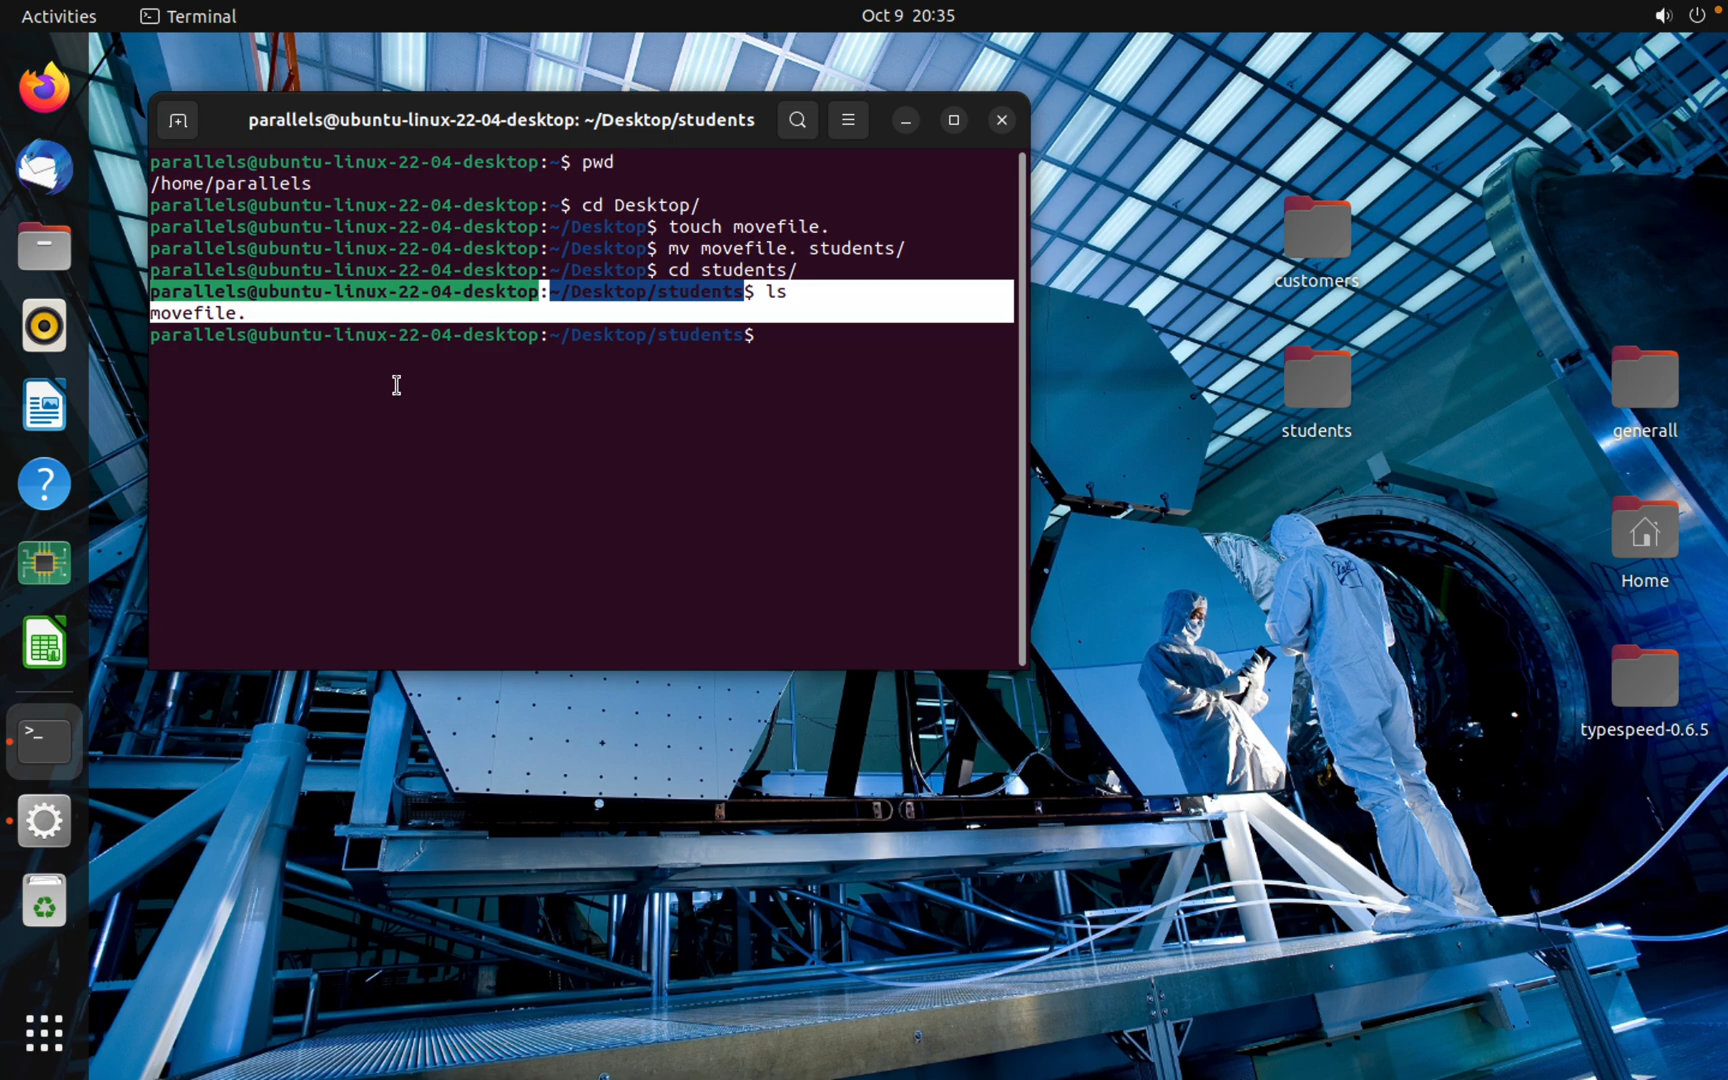 Activities
Terminal
Oct 9 20:35
parallels@ubuntu-linux-22-04-desktop: ~/Desktop/students
parallels@ubuntu-linux-22-04-desktop:~$ pwd
/home/parallels
parallels@ubuntu-linux-22-04-desktop:~$ cd Desktop/
parallels@ubuntu-linux-22-04-desktop:~/Desktop$ touch movefile.
parallels@ubuntu-linux-22-04-desktop:~/Desktop$ mv movefile. students/
parallels@ubuntu-linux-22-04-desktop:~/Desktop$ cd students/
parallels@ubuntu-linux-22-04-desktop:~/Desktop/students$ ls
movefile.
parallels@ubuntu-linux-22-04-desktop:~/Desktop/students$
customers
students
generall
Home
typespeed-0.6.5